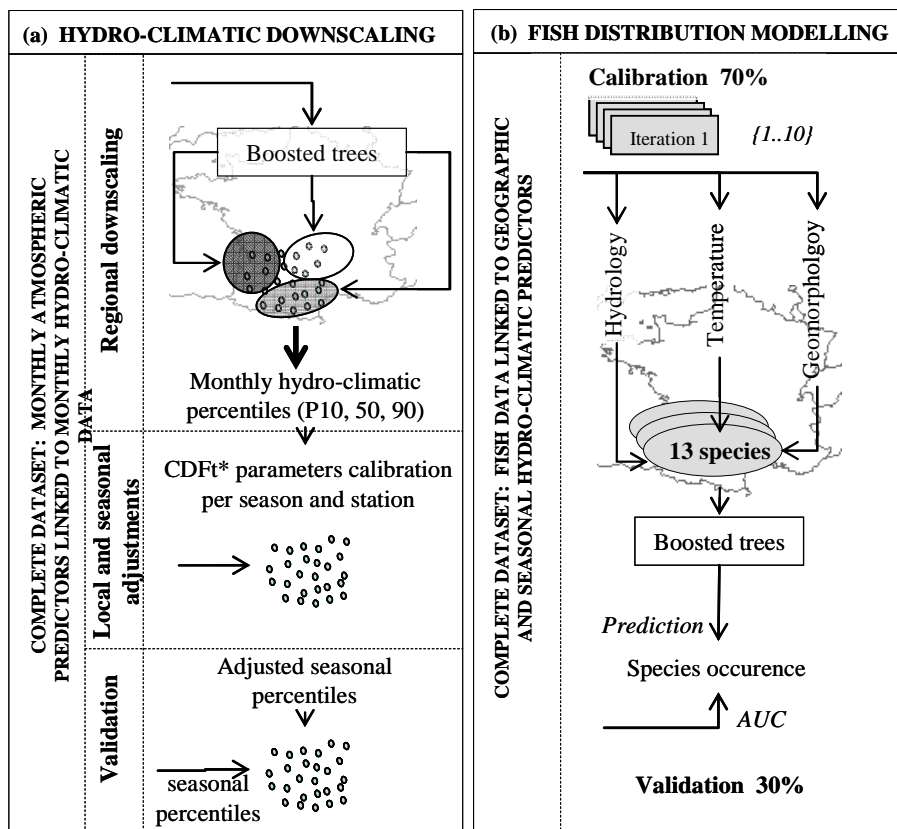 (a) HYDRO-CLIMATIC DOWNSCALING
COMPLETE DATASET: MONTHLY ATMOSPHERIC
PREDICTORS LINKED TO MONTHLY HYDRO-CLIMATIC
DATA
Regional downscaling
Boosted trees
Monthly hydro-climatic
percentiles (P10, 50, 90)
Local and seasonal
adjustments
CDFt* parameters calibration
per season and station
Validation
Adjusted seasonal
percentiles
seasonal
percentiles
(b) FISH DISTRIBUTION MODELLING
COMPLETE DATASET: FISH DATA LINKED TO GEOGRAPHIC
AND SEASONAL HYDRO-CLIMATIC PREDICTORS
Calibration 70%
Iteration 1
{1..10}
Hydrology
Temperature
Geomorpholgoy
13 species
Boosted trees
Prediction
Species occurence
AUC
Validation 30%